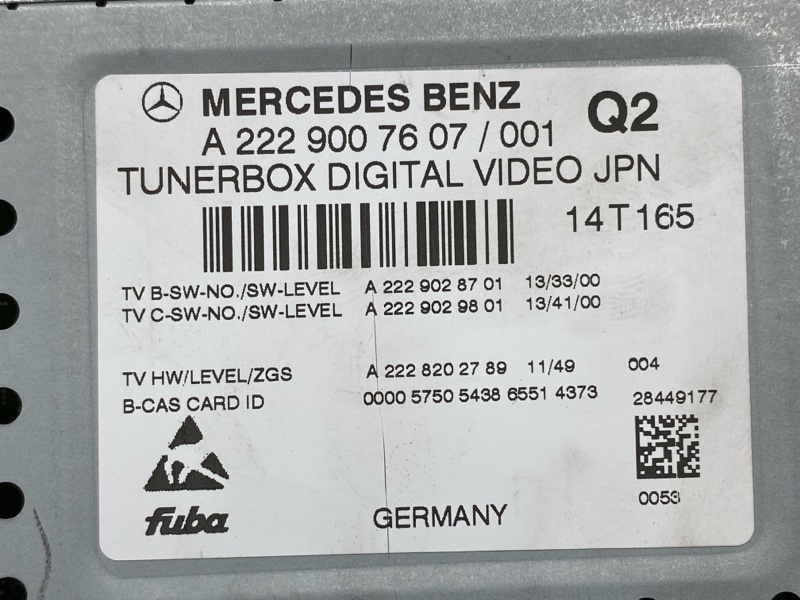 MERCEDES BENZ Q2
A 222 900 76 07 / 001
TUNERBOX DIGITAL VIDEO JPN
14T165
TV B-SW-NO./SW-LEVEL A 222 902 87 01 13/33/00
TV C-SW-NO./SW-LEVEL A 222 902 98 01 13/41/00
TV HW/LEVEL/ZGS A 222 820 27 89 11/49 004
B-CAS CARD ID 0000 5750 5438 6551 4373 28449177
0053
fuba GERMANY